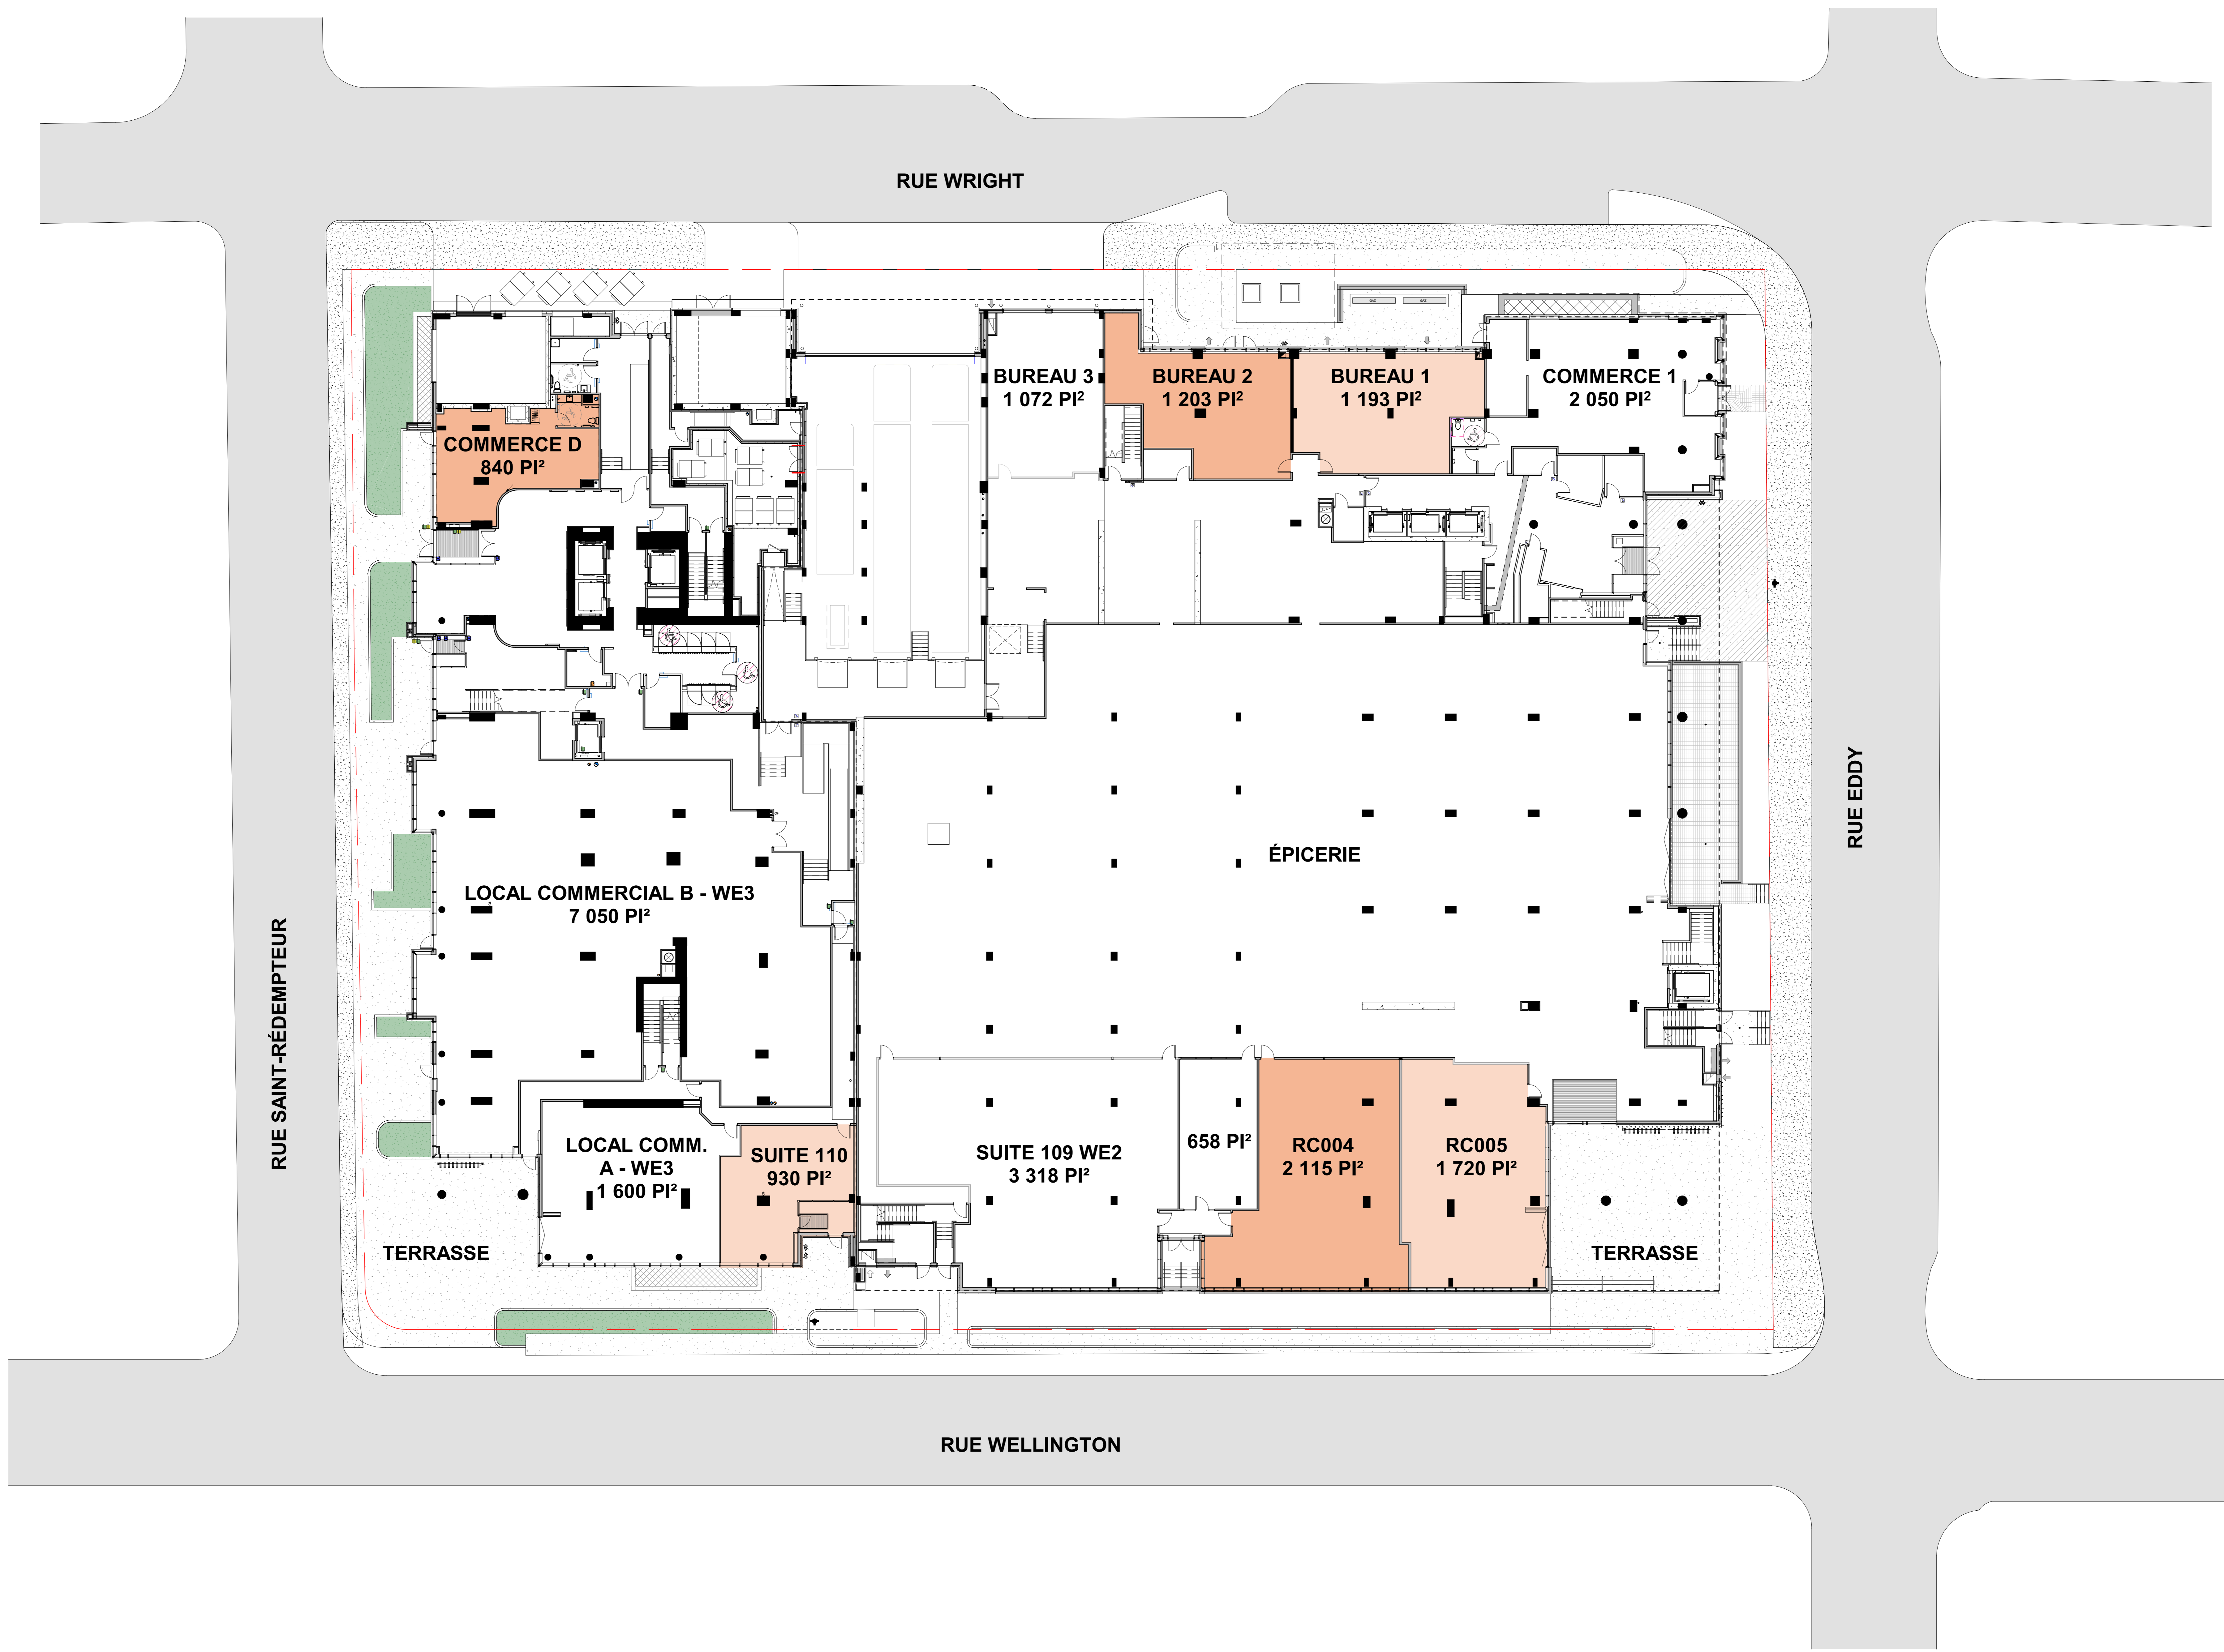 RUE WRIGHT
BUREAU 3
1 072 PI²
BUREAU 2
1 203 PI²
BUREAU 1
1 193 PI²
COMMERCE 1
2 050 PI²
COMMERCE D
840 PI²
RUE EDDY
ÉPICERIE
LOCAL COMMERCIAL B - WE3
7 050 PI²
RUE SAINT-RÉDEMPTEUR
LOCAL COMM.
A - WE3
1 600 PI²
SUITE 110
930 PI²
SUITE 109 WE2
3 318 PI²
658 PI²
RC004
2 115 PI²
RC005
1 720 PI²
TERRASSE
TERRASSE
RUE WELLINGTON